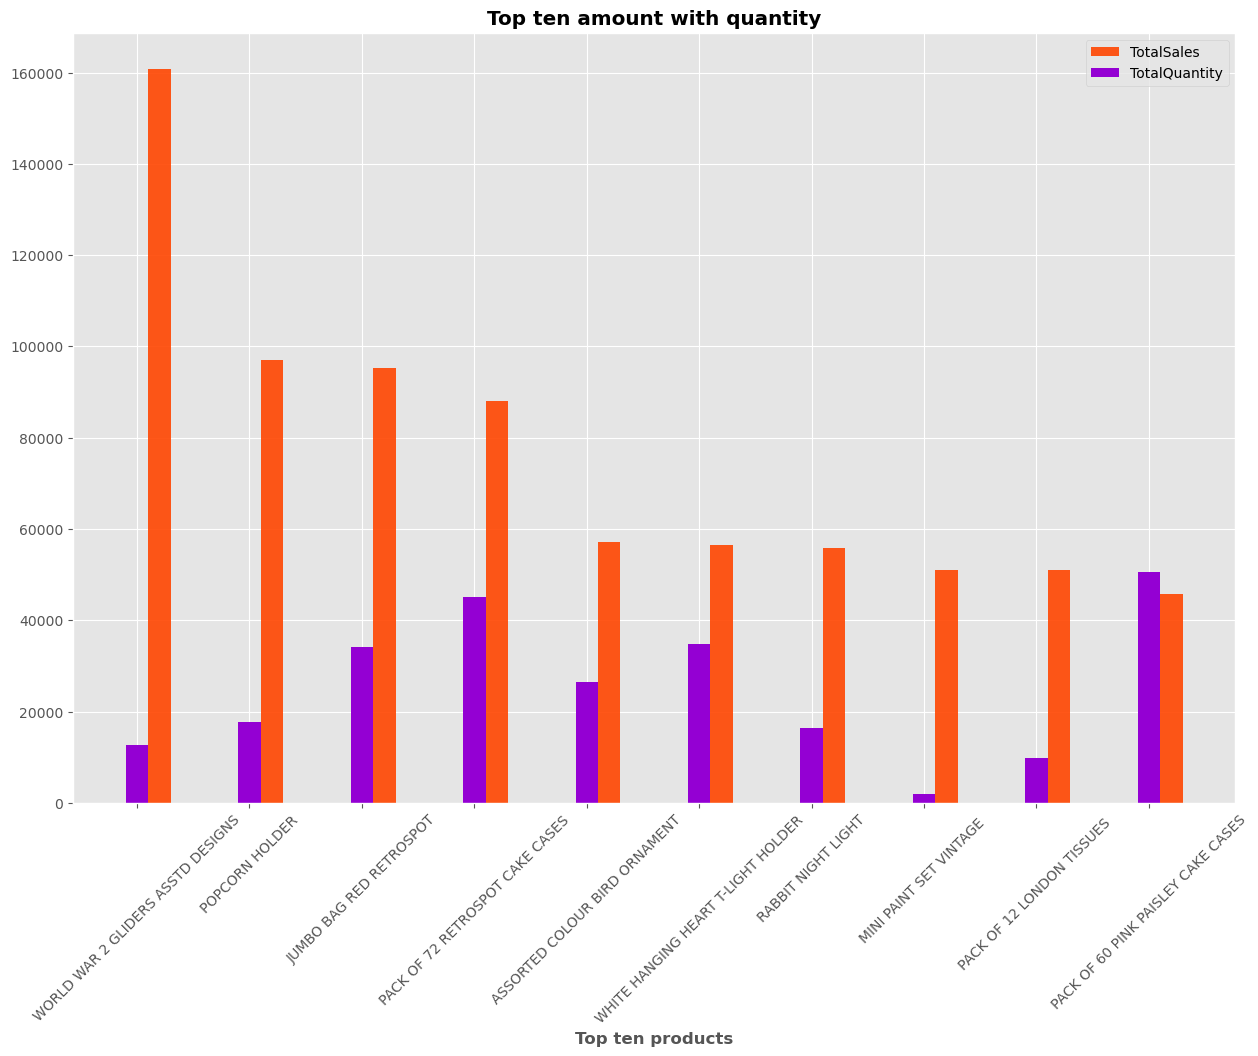 Top ten amount with quantity
TotalSales
TotalQuantity
160000
140000
120000
100000
80000
60000
40000
20000
0
WORLD WAR 2 GLIDERS ASSTD DESIGNS
POPCORN HOLDER
JUMBO BAG RED RETROSPOT
PACK OF 72 RETROSPOT CAKE CASES
ASSORTED COLOUR BIRD ORNAMENT
WHITE HANGING HEART T-LIGHT HOLDER
RABBIT NIGHT LIGHT
MINI PAINT SET VINTAGE
PACK OF 12 LONDON TISSUES
PACK OF 60 PINK PAISLEY CAKE CASES
Top ten products